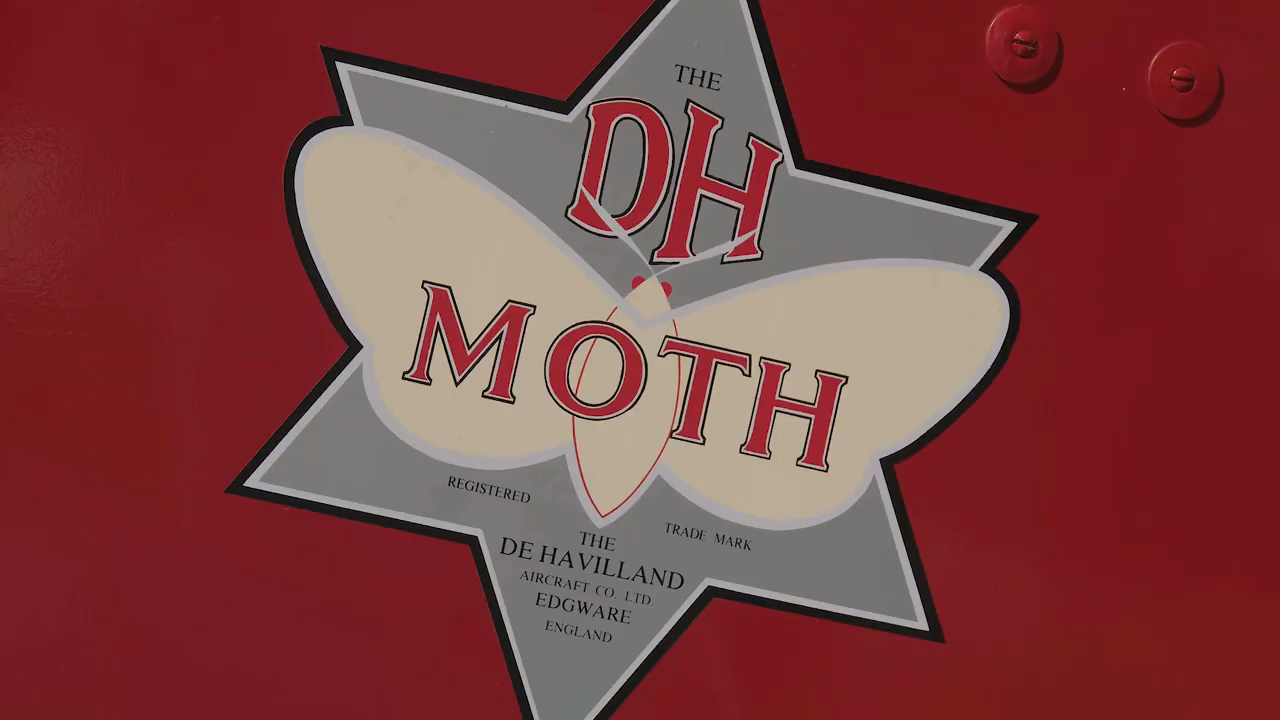 THE
DH
MOTH
REGISTERED TRADE MARK
THE
DE HAVILLAND
AIRCRAFT CO. LTD.
EDGWARE
ENGLAND